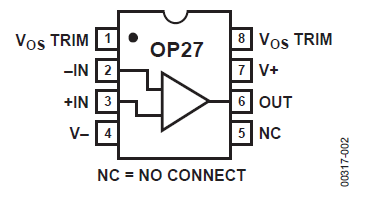 VOS TRIM 1 8 VOS TRIM
OP27
–IN 2 7 V+
+IN 3 6 OUT
V– 4 5 NC
NC = NO CONNECT
00317-002